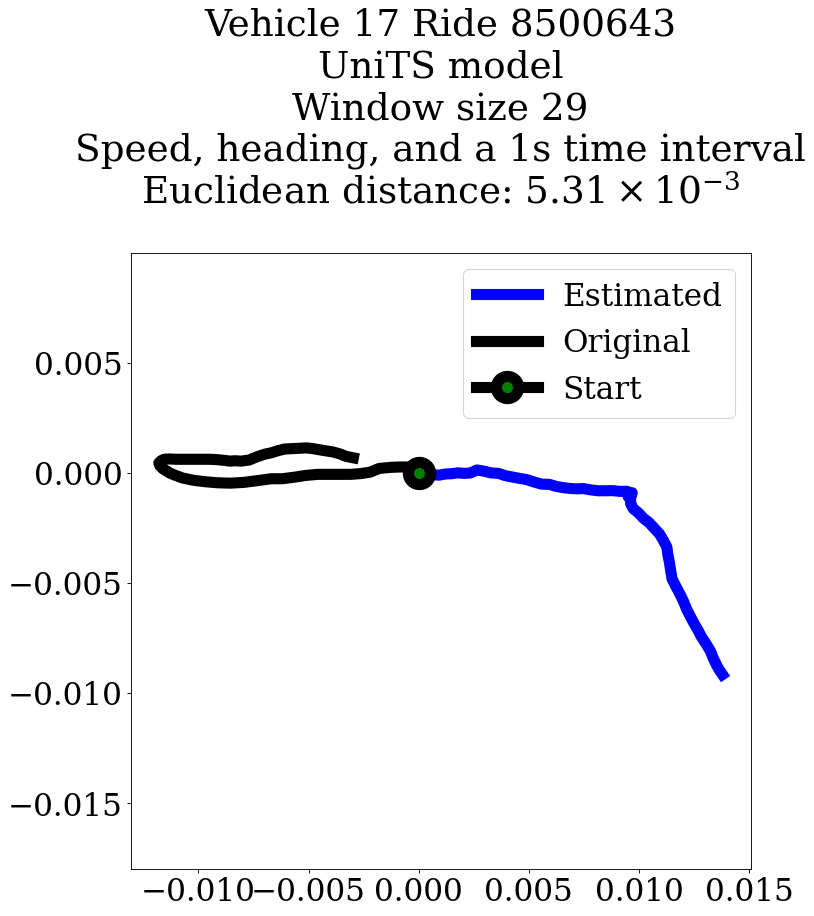 Vehicle 17 Ride 8500643
UniTS model
Window size 29
Speed, heading, and a 1s time interval
Euclidean distance: 5.31 × 10⁻³
Estimated
Original
Start
0.005
0.000
−0.005
−0.010
−0.015
−0.010 −0.005 0.000 0.005 0.010 0.015